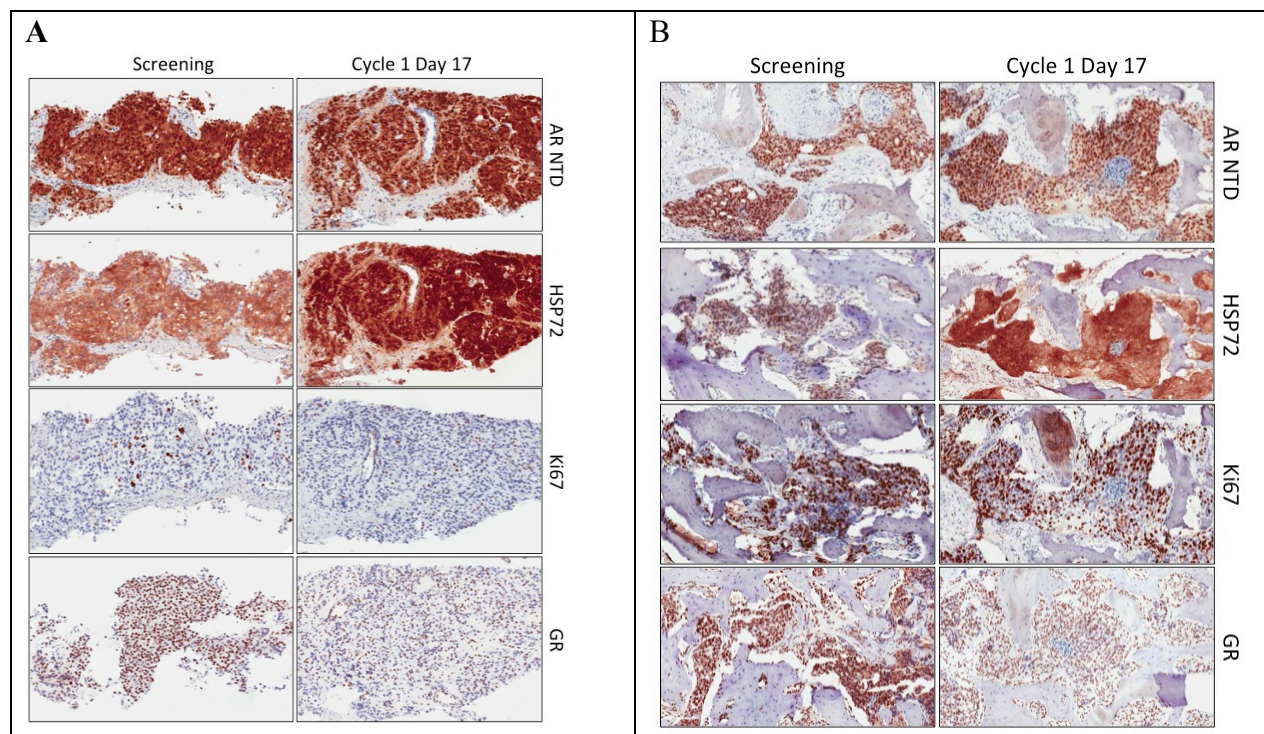 A
Screening Cycle 1 Day 17
AR NTD
HSP72
Ki67
GR
B
Screening Cycle 1 Day 17
AR NTD
HSP72
Ki67
GR